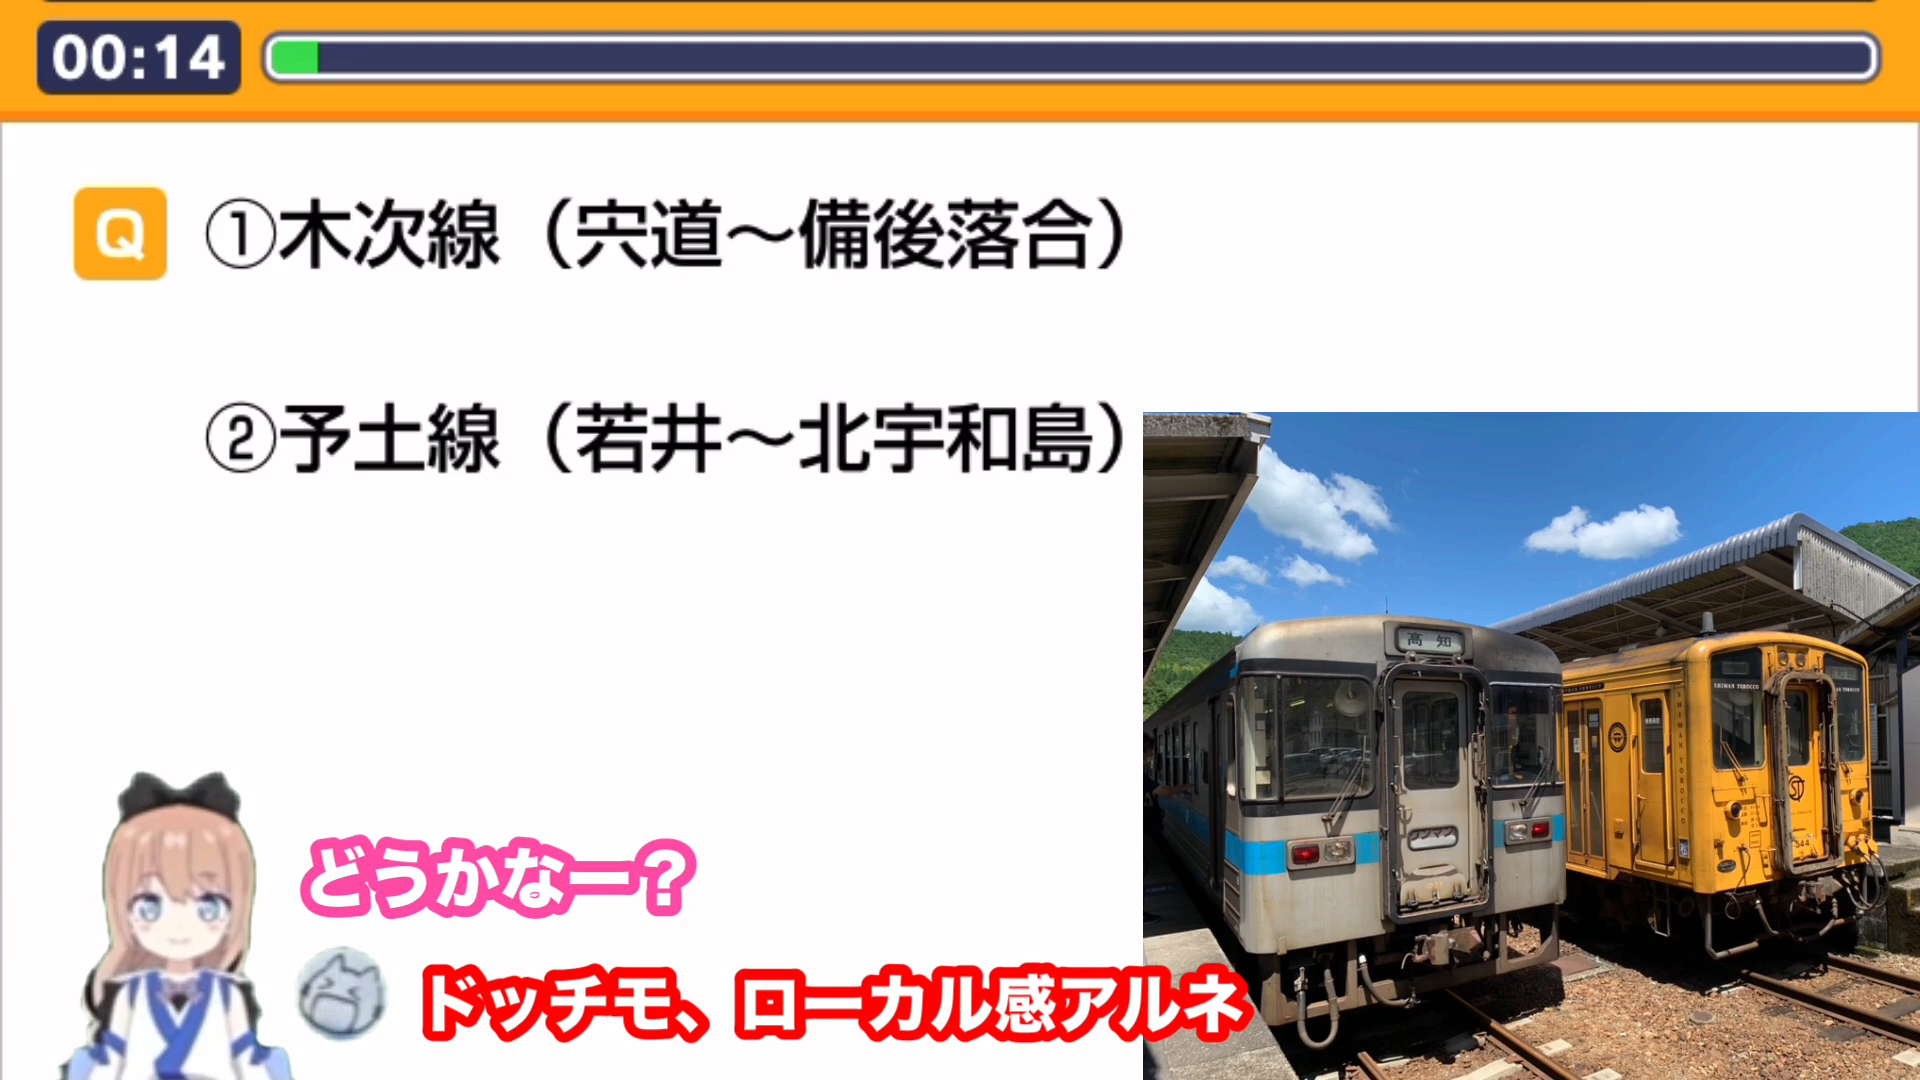 00:14
Q ①木次線（宍道～備後落合）
②予土線（若井～北宇和島）
高知
SHIMAN TOROCCO
どうかなー？
ドッチモ、ローカル感アルネ